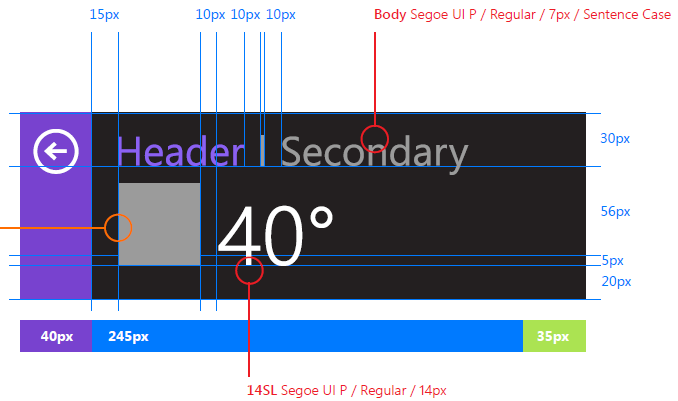 15px 10px 10px 10px Body Segoe UI P / Regular / 7px / Sentence Case
Header | Secondary
30px
56px
40°
5px
20px
40px 245px 35px
14SL Segoe UI P / Regular / 14px